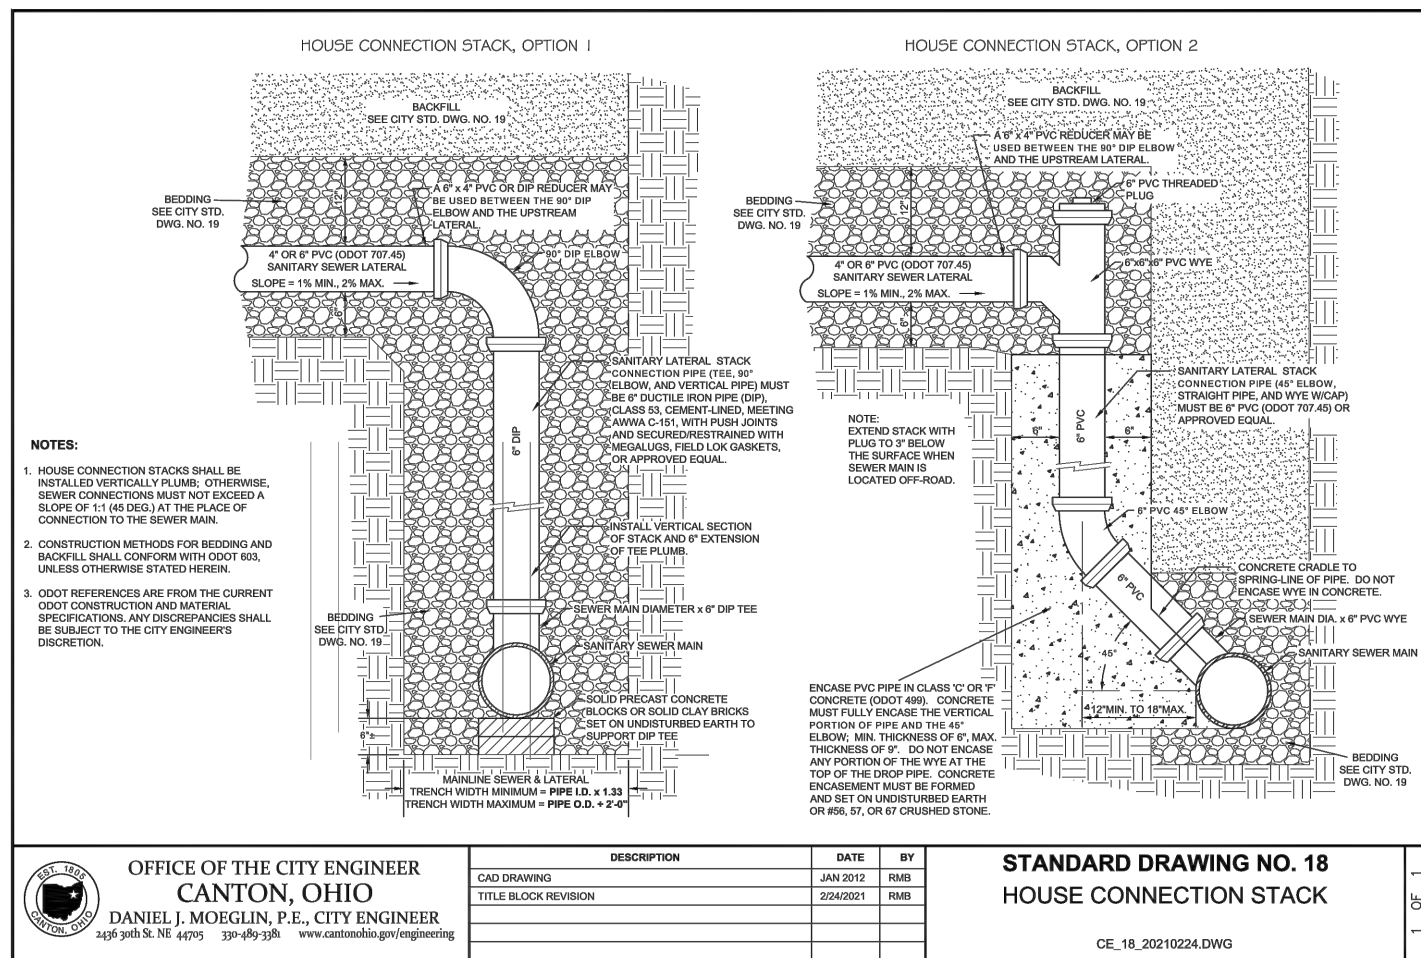 HOUSE CONNECTION STACK, OPTION 1
BACKFILL
SEE CITY STD. DWG. NO. 19
BEDDING
SEE CITY STD.
DWG. NO. 19
12"
A 6" x 4" PVC OR DIP REDUCER MAY
BE USED BETWEEN THE 90° DIP
ELBOW AND THE UPSTREAM
LATERAL.
4" OR 6" PVC (ODOT 707.45)
SANITARY SEWER LATERAL
SLOPE = 1% MIN., 2% MAX.
90° DIP ELBOW
6"
SANITARY LATERAL STACK
CONNECTION PIPE (TEE, 90°
ELBOW, AND VERTICAL PIPE) MUST
BE 6" DUCTILE IRON PIPE (DIP),
CLASS 53, CEMENT-LINED, MEETING
AWWA C-151, WITH PUSH JOINTS
AND SECURED/RESTRAINED WITH
MEGALUGS, FIELD LOK GASKETS,
OR APPROVED EQUAL.
6" DIP
INSTALL VERTICAL SECTION
OF STACK AND 6" EXTENSION
OF TEE PLUMB.
BEDDING
SEE CITY STD.
DWG. NO. 19
SEWER MAIN DIAMETER x 6" DIP TEE
SANITARY SEWER MAIN
SOLID PRECAST CONCRETE
BLOCKS OR SOLID CLAY BRICKS
SET ON UNDISTURBED EARTH TO
SUPPORT DIP TEE
6"±
MAINLINE SEWER & LATERAL
TRENCH WIDTH MINIMUM = PIPE I.D. x 1.33
TRENCH WIDTH MAXIMUM = PIPE O.D. + 2'-0"
NOTES:
1. HOUSE CONNECTION STACKS SHALL BE
INSTALLED VERTICALLY PLUMB; OTHERWISE,
SEWER CONNECTIONS MUST NOT EXCEED A
SLOPE OF 1:1 (45 DEG.) AT THE PLACE OF
CONNECTION TO THE SEWER MAIN.
2. CONSTRUCTION METHODS FOR BEDDING AND
BACKFILL SHALL CONFORM WITH ODOT 603,
UNLESS OTHERWISE STATED HEREIN.
3. ODOT REFERENCES ARE FROM THE CURRENT
ODOT CONSTRUCTION AND MATERIAL
SPECIFICATIONS. ANY DISCREPANCIES SHALL
BE SUBJECT TO THE CITY ENGINEER'S
DISCRETION.
HOUSE CONNECTION STACK, OPTION 2
BACKFILL
SEE CITY STD. DWG. NO. 19
A 6" x 4" PVC REDUCER MAY BE
USED BETWEEN THE 90° DIP ELBOW
AND THE UPSTREAM LATERAL.
BEDDING
SEE CITY STD.
DWG. NO. 19
12"
6" PVC THREADED
PLUG
4" OR 6" PVC (ODOT 707.45)
SANITARY SEWER LATERAL
SLOPE = 1% MIN., 2% MAX.
6"x6"x6" PVC WYE
6"
SANITARY LATERAL STACK
CONNECTION PIPE (45° ELBOW,
STRAIGHT PIPE, AND WYE W/CAP)
MUST BE 6" PVC (ODOT 707.45) OR
APPROVED EQUAL.
NOTE:
EXTEND STACK WITH
PLUG TO 3" BELOW
THE SURFACE WHEN
SEWER MAIN IS
LOCATED OFF-ROAD.
6"
6" PVC
6"
6" PVC 45° ELBOW
6" PVC
CONCRETE CRADLE TO
SPRING-LINE OF PIPE. DO NOT
ENCASE WYE IN CONCRETE.
SEWER MAIN DIA. x 6" PVC WYE
SANITARY SEWER MAIN
45°
12"MIN. TO 18"MAX.
ENCASE PVC PIPE IN CLASS 'C' OR 'F'
CONCRETE (ODOT 499). CONCRETE
MUST FULLY ENCASE THE VERTICAL
PORTION OF PIPE AND THE 45°
ELBOW; MIN. THICKNESS OF 6", MAX.
THICKNESS OF 9". DO NOT ENCASE
ANY PORTION OF THE WYE AT THE
TOP OF THE DROP PIPE. CONCRETE
ENCASEMENT MUST BE FORMED
AND SET ON UNDISTURBED EARTH
OR #56, 57, OR 67 CRUSHED STONE.
BEDDING
SEE CITY STD.
DWG. NO. 19
EST. 1805
CANTON, OHIO
OFFICE OF THE CITY ENGINEER
CANTON, OHIO
DANIEL J. MOEGLIN, P.E., CITY ENGINEER
2436 30th St. NE 44705 330-489-3381 www.cantonohio.gov/engineering
DESCRIPTION DATE BY
CAD DRAWING JAN 2012 RMB
TITLE BLOCK REVISION 2/24/2021 RMB
STANDARD DRAWING NO. 18
HOUSE CONNECTION STACK
CE_18_20210224.DWG
1 OF 1